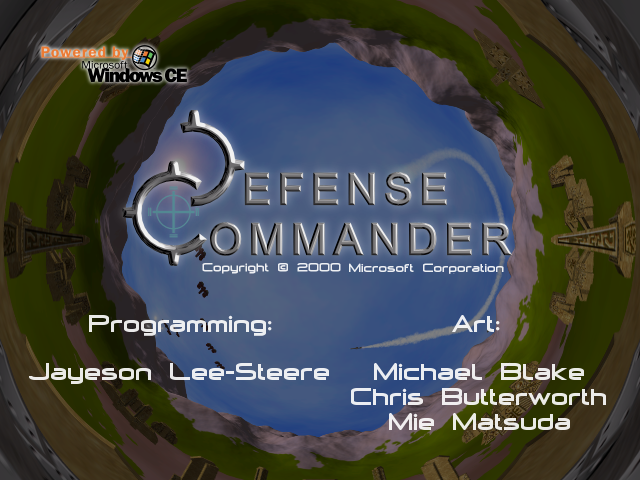 Powered by
Microsoft
Windows CE
DEFENSE
COMMANDER
Copyright © 2000 Microsoft Corporation
Programming:
Art:
Jayeson Lee-Steere
Michael Blake
Chris Butterworth
Mie Matsuda